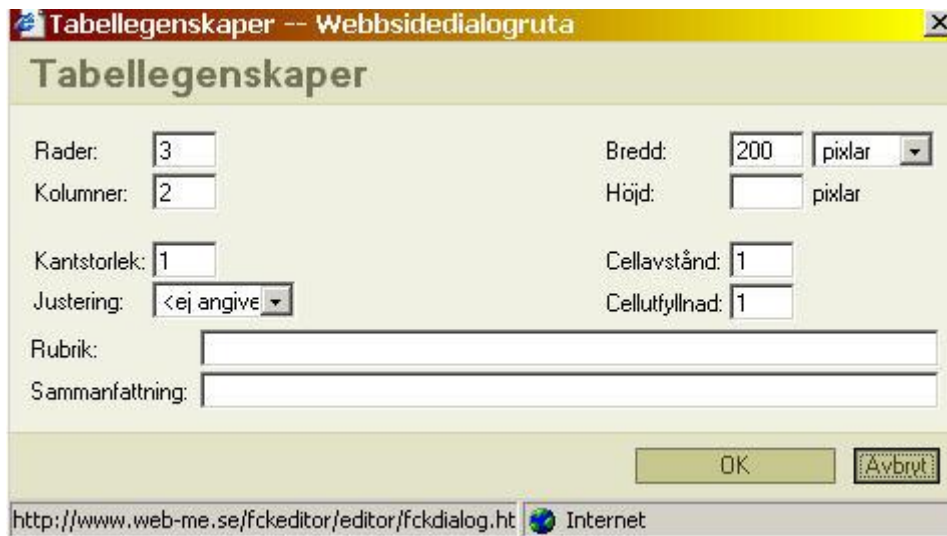 Tabellegenskaper -- Webbsidedialogruta
Tabellegenskaper
Rader: 3 Bredd: 200 pixlar
Kolumner: 2 Höjd: pixlar
Kantstorlek: 1 Cellavstånd: 1
Justering: <ej angive Cellutfyllnad: 1
Rubrik:
Sammanfattning:
OK Avbryt
http://www.web-me.se/fckeditor/editor/fckdialog.ht Internet